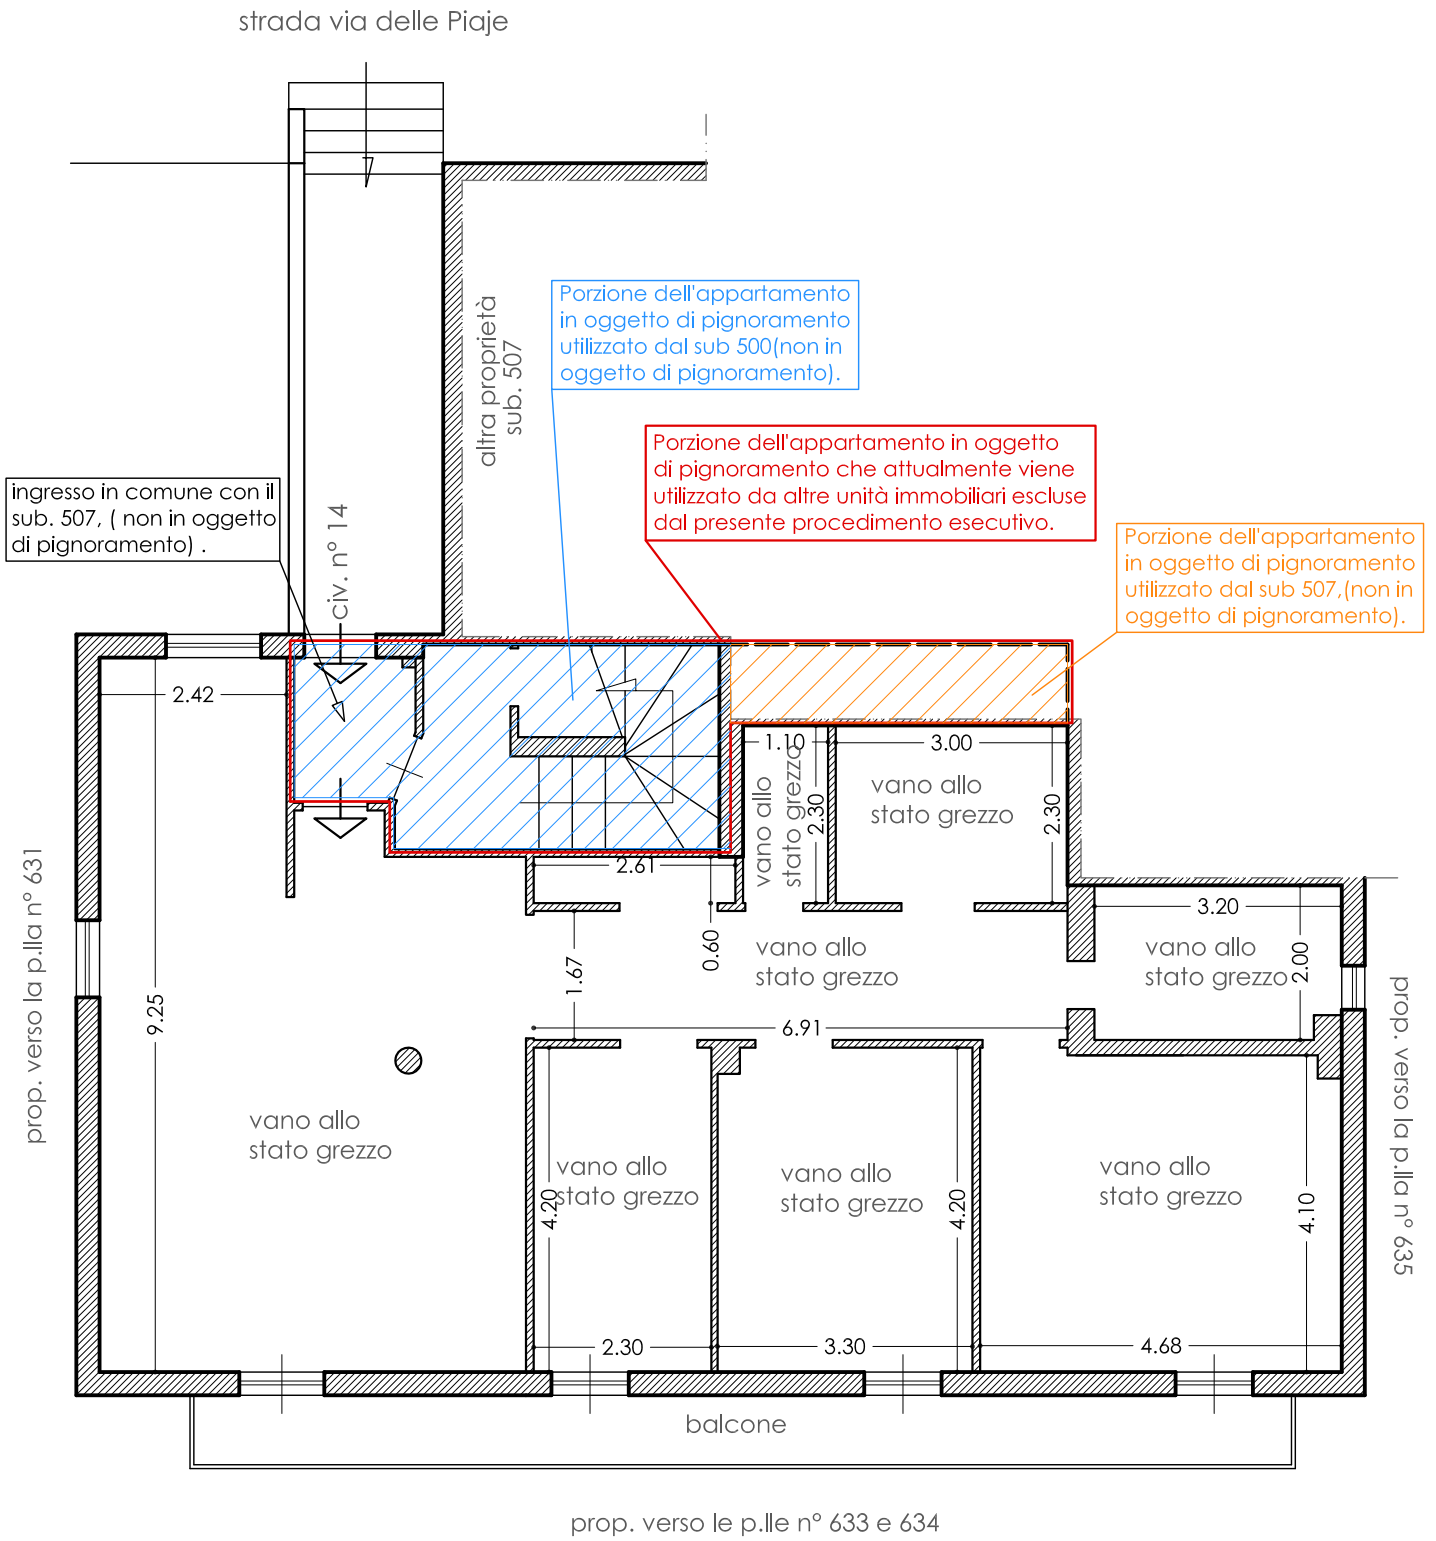 strada via delle Piaje
Porzione dell'appartamento
in oggetto di pignoramento
utilizzato dal sub 500(non in
oggetto di pignoramento).
altra proprietà
sub. 507
Porzione dell'appartamento in oggetto
di pignoramento che attualmente viene
utilizzato da altre unità immobiliari escluse
dal presente procedimento esecutivo.
ingresso in comune con il
sub. 507, ( non in oggetto
di pignoramento) .
civ. n° 14
Porzione dell'appartamento
in oggetto di pignoramento
utilizzato dal sub 507,(non in
oggetto di pignoramento).
2.42
1.10
3.00
vano allo
stato grezzo
2.30
vano allo
stato grezzo
2.30
2.61
0.60
3.20
vano allo
stato grezzo
vano allo
stato grezzo
2.00
1.67
6.91
9.25
prop. verso la p.lla n° 631
prop. verso la p.lla n° 635
vano allo
stato grezzo
vano allo
stato grezzo
4.20
vano allo
stato grezzo
4.20
vano allo
stato grezzo
4.10
2.30
3.30
4.68
balcone
prop. verso le p.lle n° 633 e 634